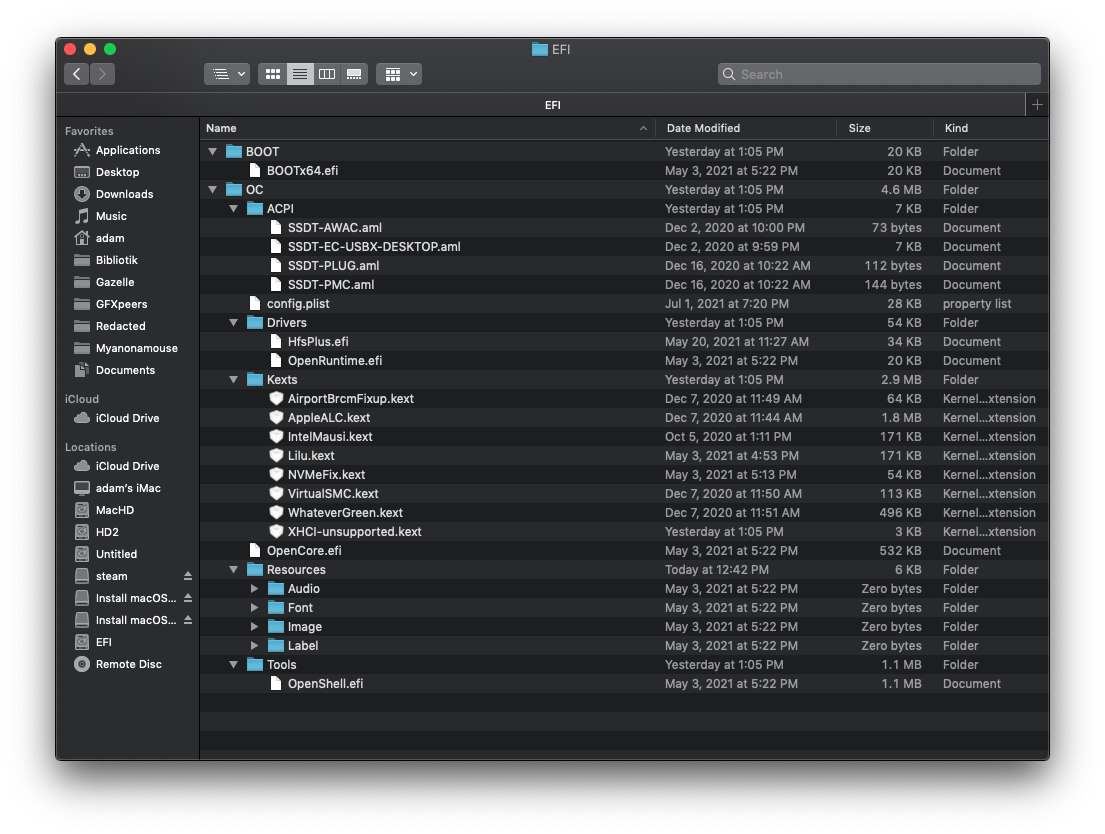 EFI
Search
EFI
Favorites
Applications
Desktop
Downloads
Music
adam
Bibliotik
Gazelle
GFXpeers
Redacted
Myanonamouse
Documents
iCloud
iCloud Drive
Locations
iCloud Drive
adam's iMac
MacHD
HD2
Untitled
steam
Install macOS...
Install macOS...
EFI
Remote Disc
Name Date Modified Size Kind
BOOT Yesterday at 1:05 PM 20 KB Folder
BOOTx64.efi May 3, 2021 at 5:22 PM 20 KB Document
OC Yesterday at 1:05 PM 4.6 MB Folder
ACPI Yesterday at 1:05 PM 7 KB Folder
SSDT-AWAC.aml Dec 2, 2020 at 10:00 PM 73 bytes Document
SSDT-EC-USBX-DESKTOP.aml Dec 2, 2020 at 9:59 PM 7 KB Document
SSDT-PLUG.aml Dec 16, 2020 at 10:22 AM 112 bytes Document
SSDT-PMC.aml Dec 16, 2020 at 10:22 AM 144 bytes Document
config.plist Jul 1, 2021 at 7:20 PM 28 KB property list
Drivers Yesterday at 1:05 PM 54 KB Folder
HfsPlus.efi May 20, 2021 at 11:27 AM 34 KB Document
OpenRuntime.efi May 3, 2021 at 5:22 PM 20 KB Document
Kexts Yesterday at 1:05 PM 2.9 MB Folder
AirportBrcmFixup.kext Dec 7, 2020 at 11:49 AM 64 KB Kernel...xtension
AppleALC.kext Dec 7, 2020 at 11:44 AM 1.8 MB Kernel...xtension
IntelMausi.kext Oct 5, 2020 at 1:11 PM 171 KB Kernel...xtension
Lilu.kext May 3, 2021 at 4:53 PM 171 KB Kernel...xtension
NVMeFix.kext May 3, 2021 at 5:13 PM 54 KB Kernel...xtension
VirtualSMC.kext Dec 7, 2020 at 11:50 AM 113 KB Kernel...xtension
WhateverGreen.kext Dec 7, 2020 at 11:51 AM 496 KB Kernel...xtension
XHCI-unsupported.kext Yesterday at 1:05 PM 3 KB Kernel...xtension
OpenCore.efi May 3, 2021 at 5:22 PM 532 KB Document
Resources Today at 12:42 PM 6 KB Folder
Audio May 3, 2021 at 5:22 PM Zero bytes Folder
Font May 3, 2021 at 5:22 PM Zero bytes Folder
Image May 3, 2021 at 5:22 PM Zero bytes Folder
Label May 3, 2021 at 5:22 PM Zero bytes Folder
Tools Yesterday at 1:05 PM 1.1 MB Folder
OpenShell.efi May 3, 2021 at 5:22 PM 1.1 MB Document